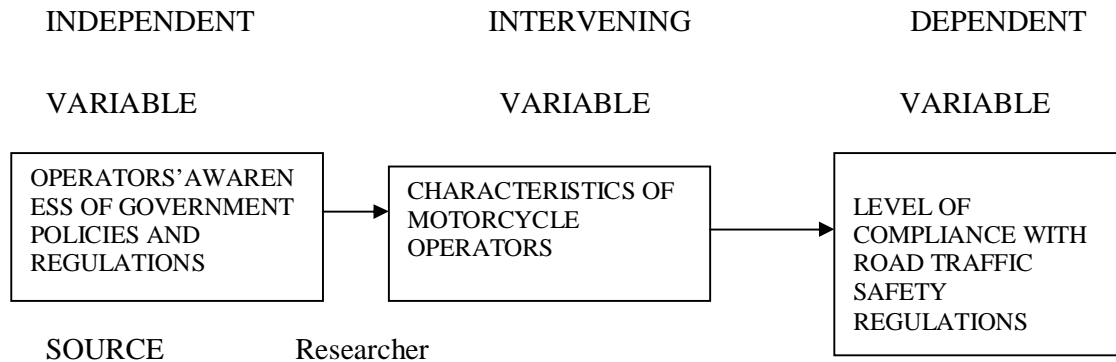 INDEPENDENT INTERVENING DEPENDENT
VARIABLE VARIABLE VARIABLE
OPERATORS’AWAREN
ESS OF GOVERNMENT
POLICIES AND
REGULATIONS
CHARACTERISTICS OF
MOTORCYCLE
OPERATORS
LEVEL OF
COMPLIANCE WITH
ROAD TRAFFIC
SAFETY
REGULATIONS
SOURCE Researcher